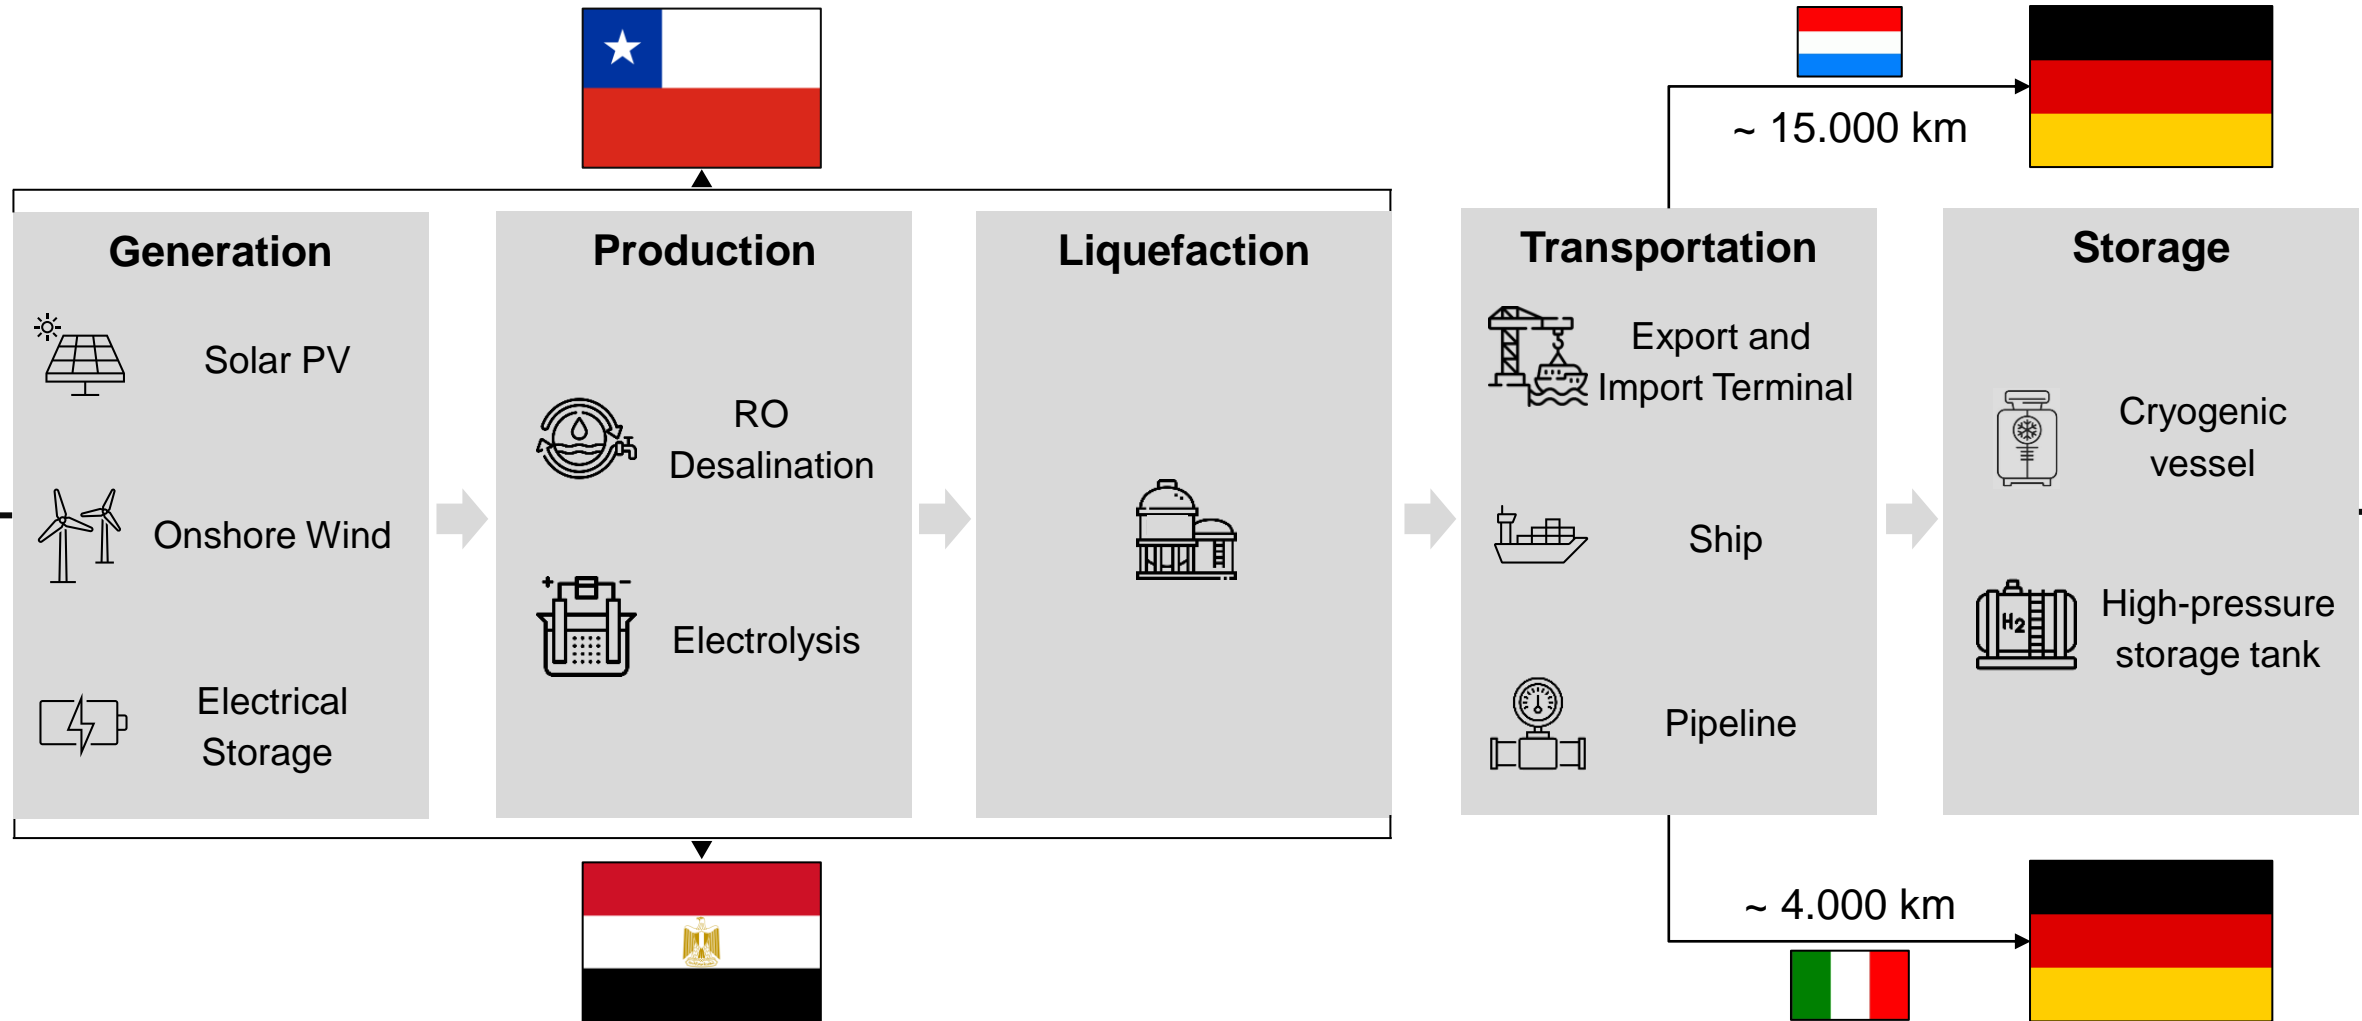 ~ 15.000 km
Generation
Solar PV
Onshore Wind
Electrical
Storage
Production
RO
Desalination
+ -
Electrolysis
Liquefaction
Transportation
Export and
Import Terminal
Ship
Pipeline
Storage
Cryogenic
vessel
H2
High-pressure
storage tank
~ 4.000 km